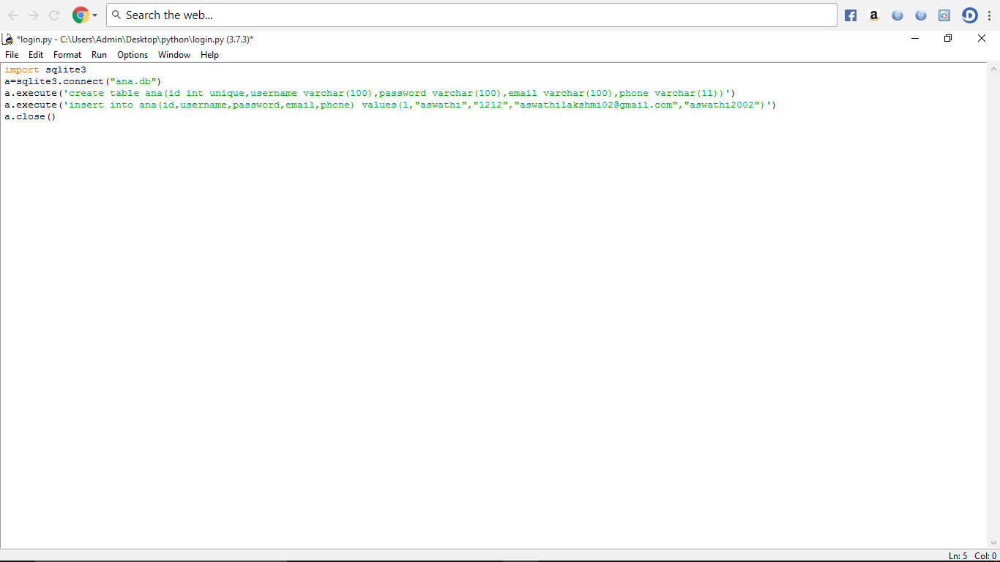 Search the web...
*login.py - C:\Users\Admin\Desktop\python\login.py (3.7.3)*
File Edit Format Run Options Window Help
import sqlite3
a=sqlite3.connect("ana.db")
a.execute('create table ana(id int unique,username varchar(100),password varchar(100),email varchar(100),phone varchar(11))')
a.execute('insert into ana(id,username,password,email,phone) values(1,"aswathi","1212","aswathilakshmi02@gmail.com","aswathi2002")')
a.close()
Ln: 5 Col: 0